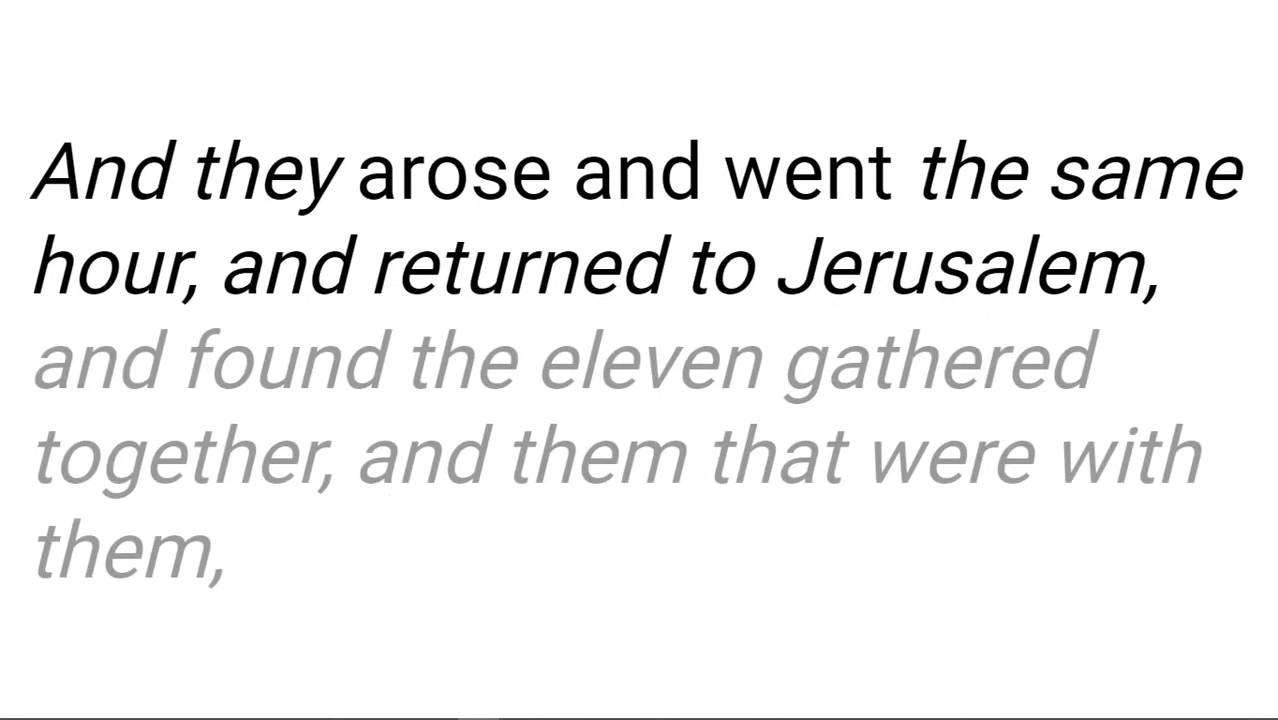 And they arose and went the same
hour, and returned to Jerusalem,
and found the eleven gathered
together, and them that were with
them,